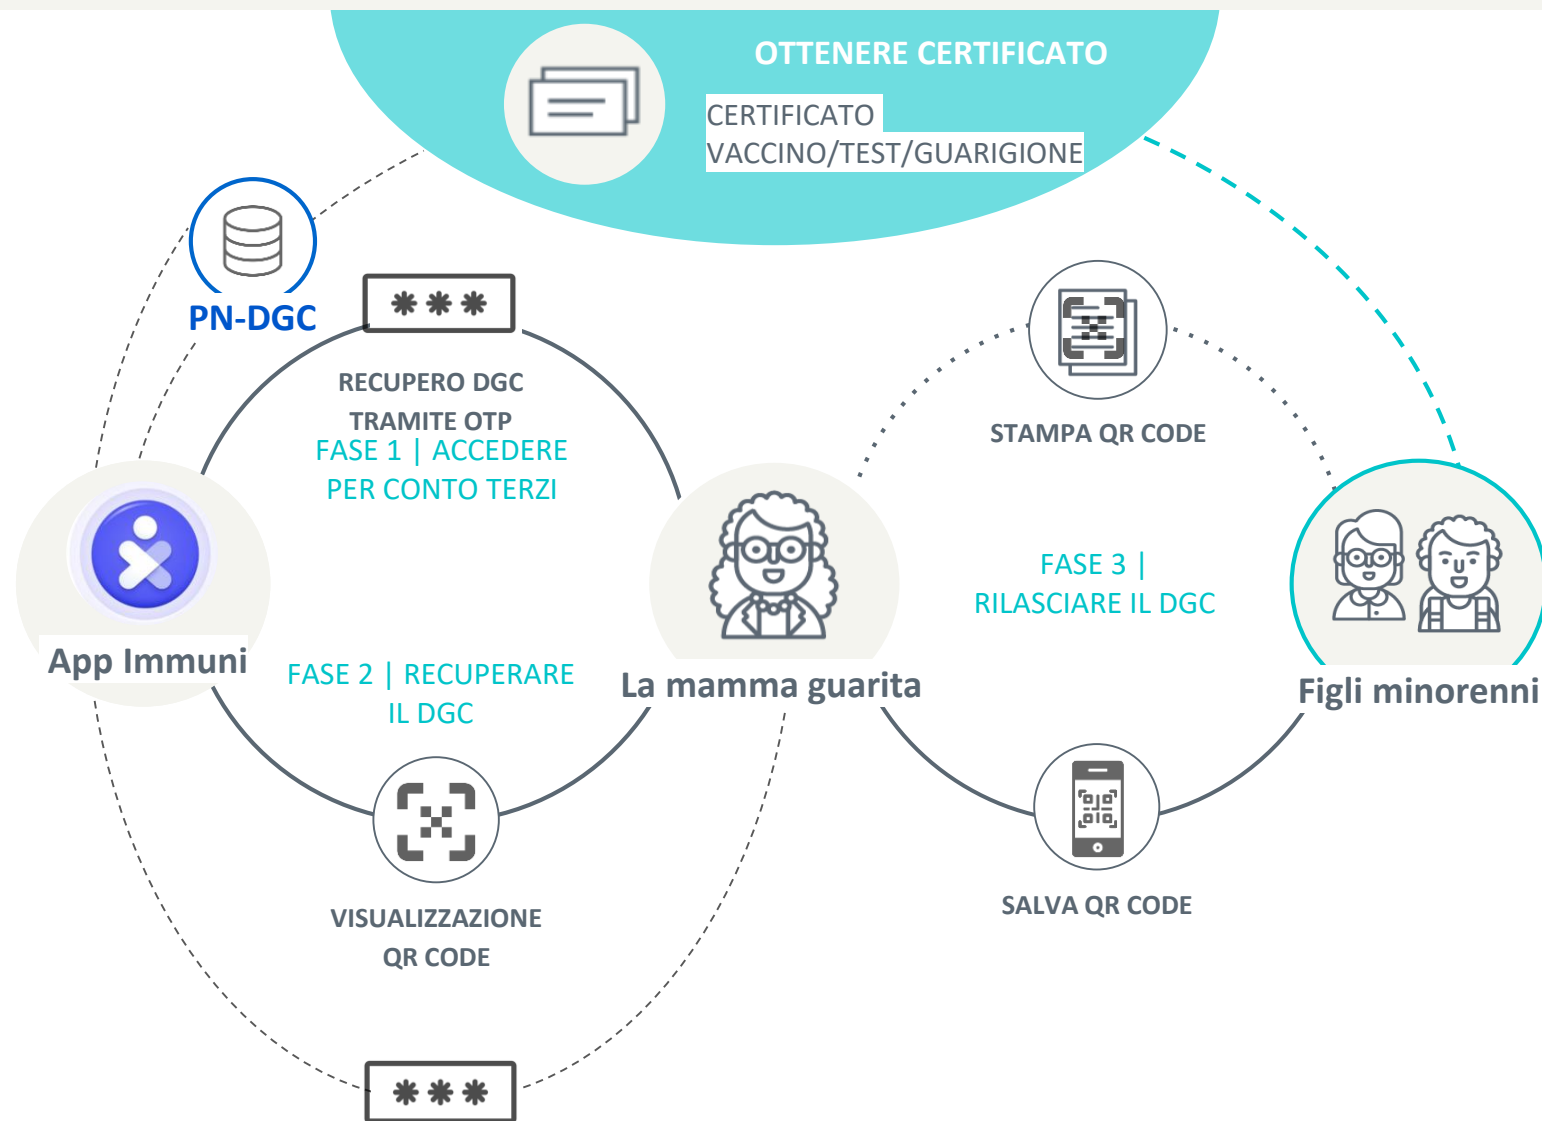 OTTENERE CERTIFICATO
CERTIFICATO
VACCINO/TEST/GUARIGIONE
PN-DGC
***
RECUPERO DGC
TRAMITE OTP
FASE 1 | ACCEDERE
PER CONTO TERZI
STAMPA QR CODE
FASE 3 |
RILASCIARE IL DGC
App Immuni
FASE 2 | RECUPERARE
IL DGC
La mamma guarita
Figli minorenni
VISUALIZZAZIONE
QR CODE
SALVA QR CODE
***